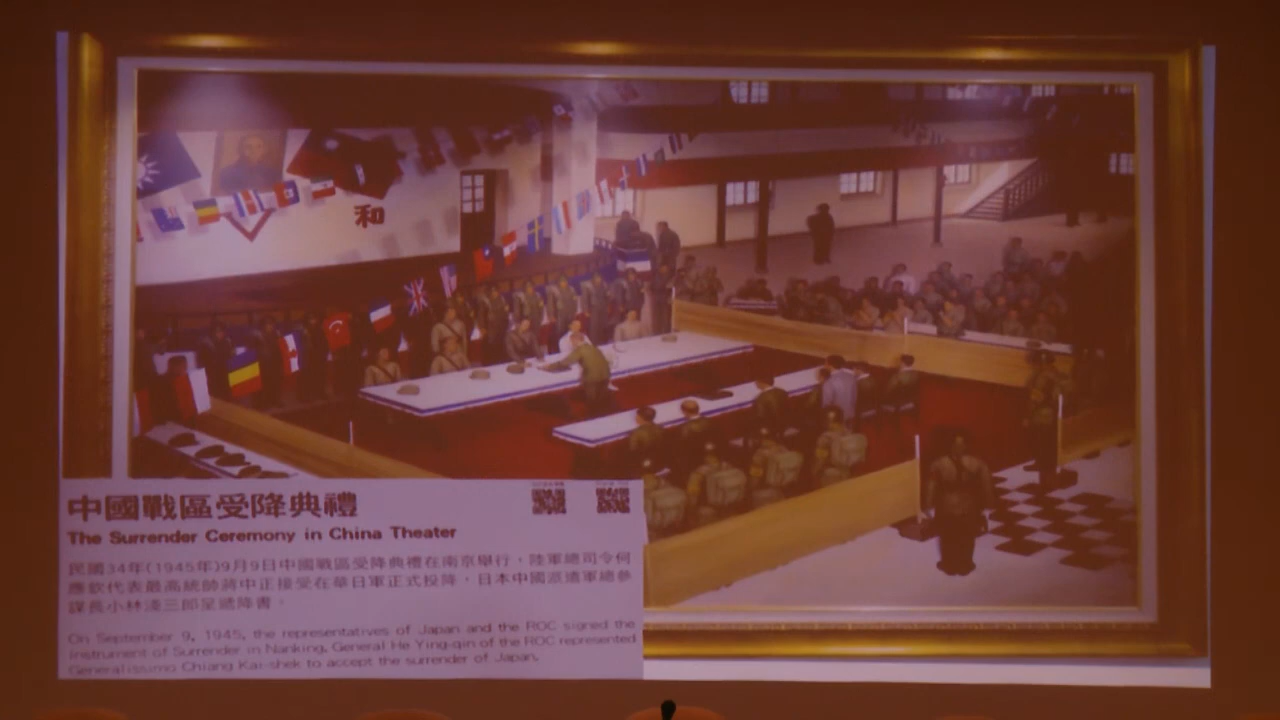 和
中國戰區受降典禮
The Surrender Ceremony in China Theater
民國34年(1945年)9月9日中國戰區受降典禮在南京舉行，陸軍總司令何
應欽代表最高統帥蔣中正接受在華日軍正式投降，日本中國派遣軍總參
謀長小林淺三郎呈遞降書。
On September 9, 1945, the representatives of Japan and the ROC signed the
Instrument of Surrender in Nanking, General He Ying-qin of the ROC represented
Generalissimo Chiang Kai-shek to accept the surrender of Japan.